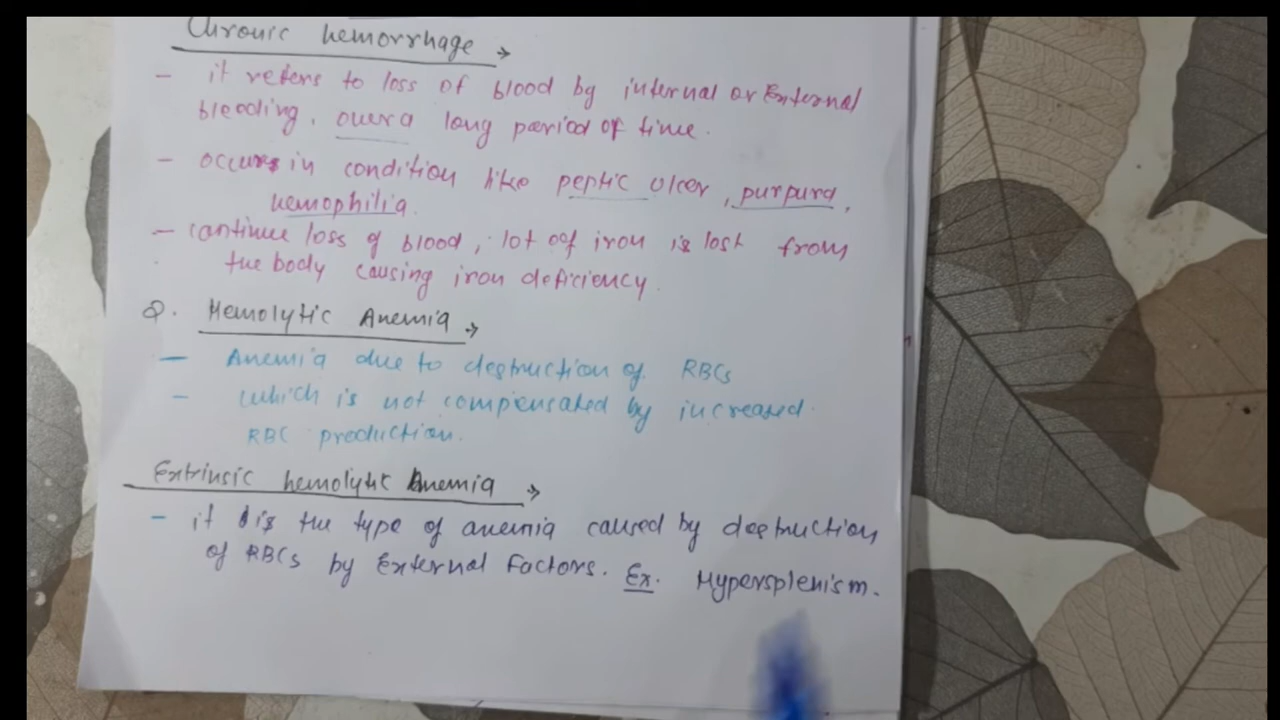 Chronic hemorrhage →
- it refers to loss of blood by internal or External
bleeding, over a long period of time.
- occurs in condition like peptic ulcer, purpura,
hemophilia.
- continue loss of blood, lot of iron is lost from
the body causing iron deficiency.
Q. Hemolytic Anemia →
- Anemia due to destruction of RBCs
- which is not compensated by increased
RBC production.
Extrinsic hemolytic Anemia →
- it is the type of anemia caused by destruction
of RBCs by External Factors. Ex. Hypersplenism.